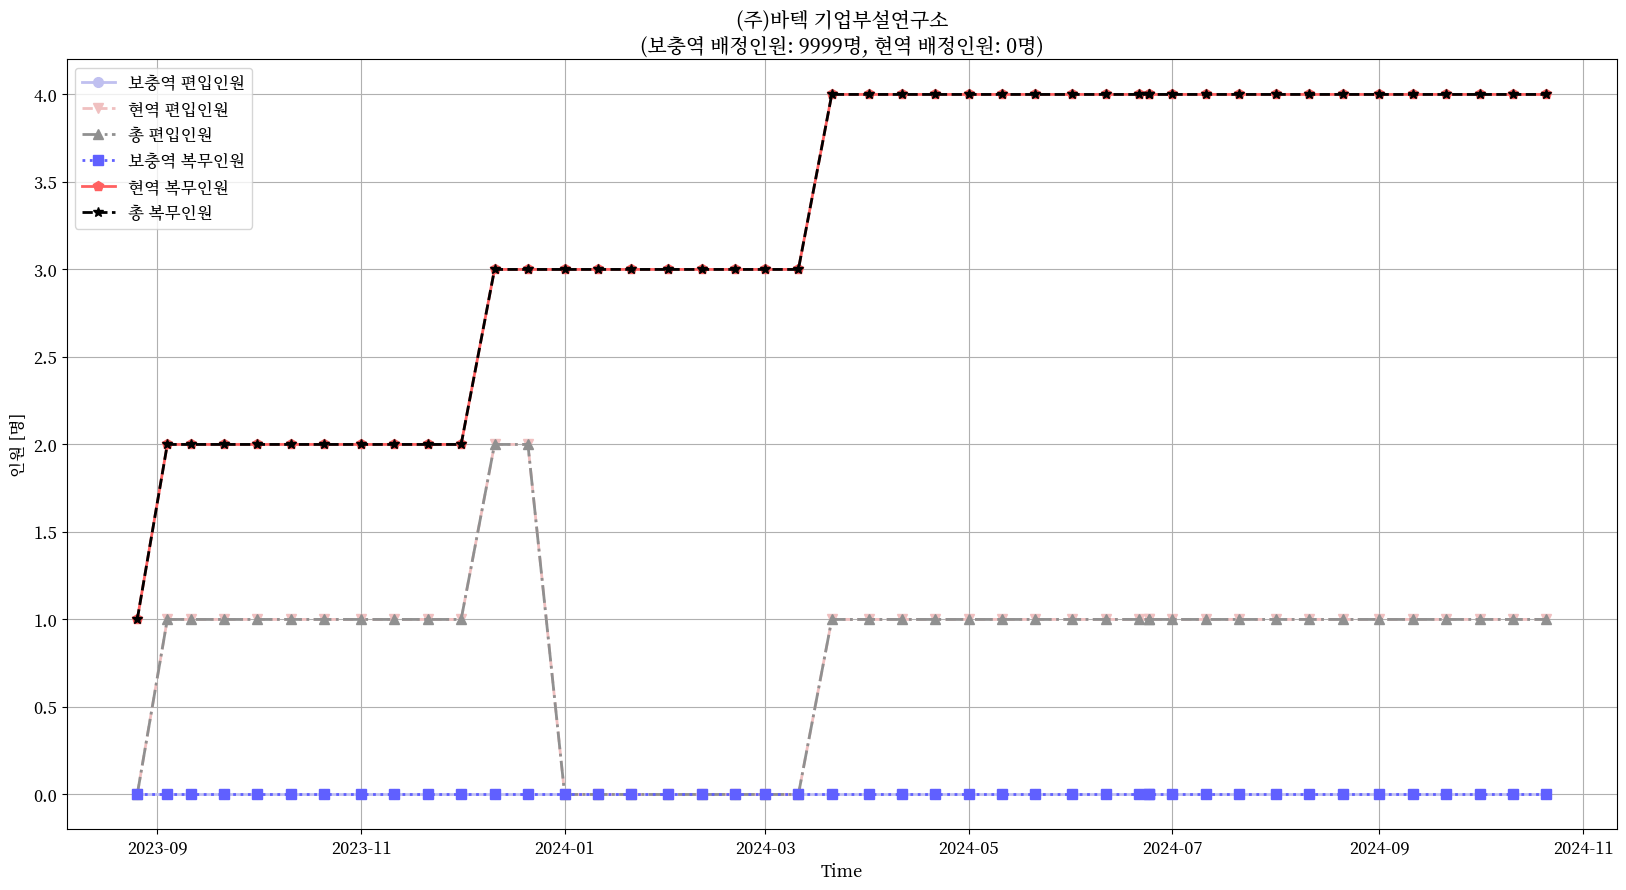 (주)바텍 기업부설연구소
(보충역 배정인원: 9999명, 현역 배정인원: 0명)
보충역 편입인원
현역 편입인원
총 편입인원
보충역 복무인원
현역 복무인원
총 복무인원
4.0
3.5
3.0
2.5
2.0
1.5
1.0
0.5
0.0
인원 [명]
2023-09 2023-11 2024-01 2024-03 2024-05 2024-07 2024-09 2024-11
Time